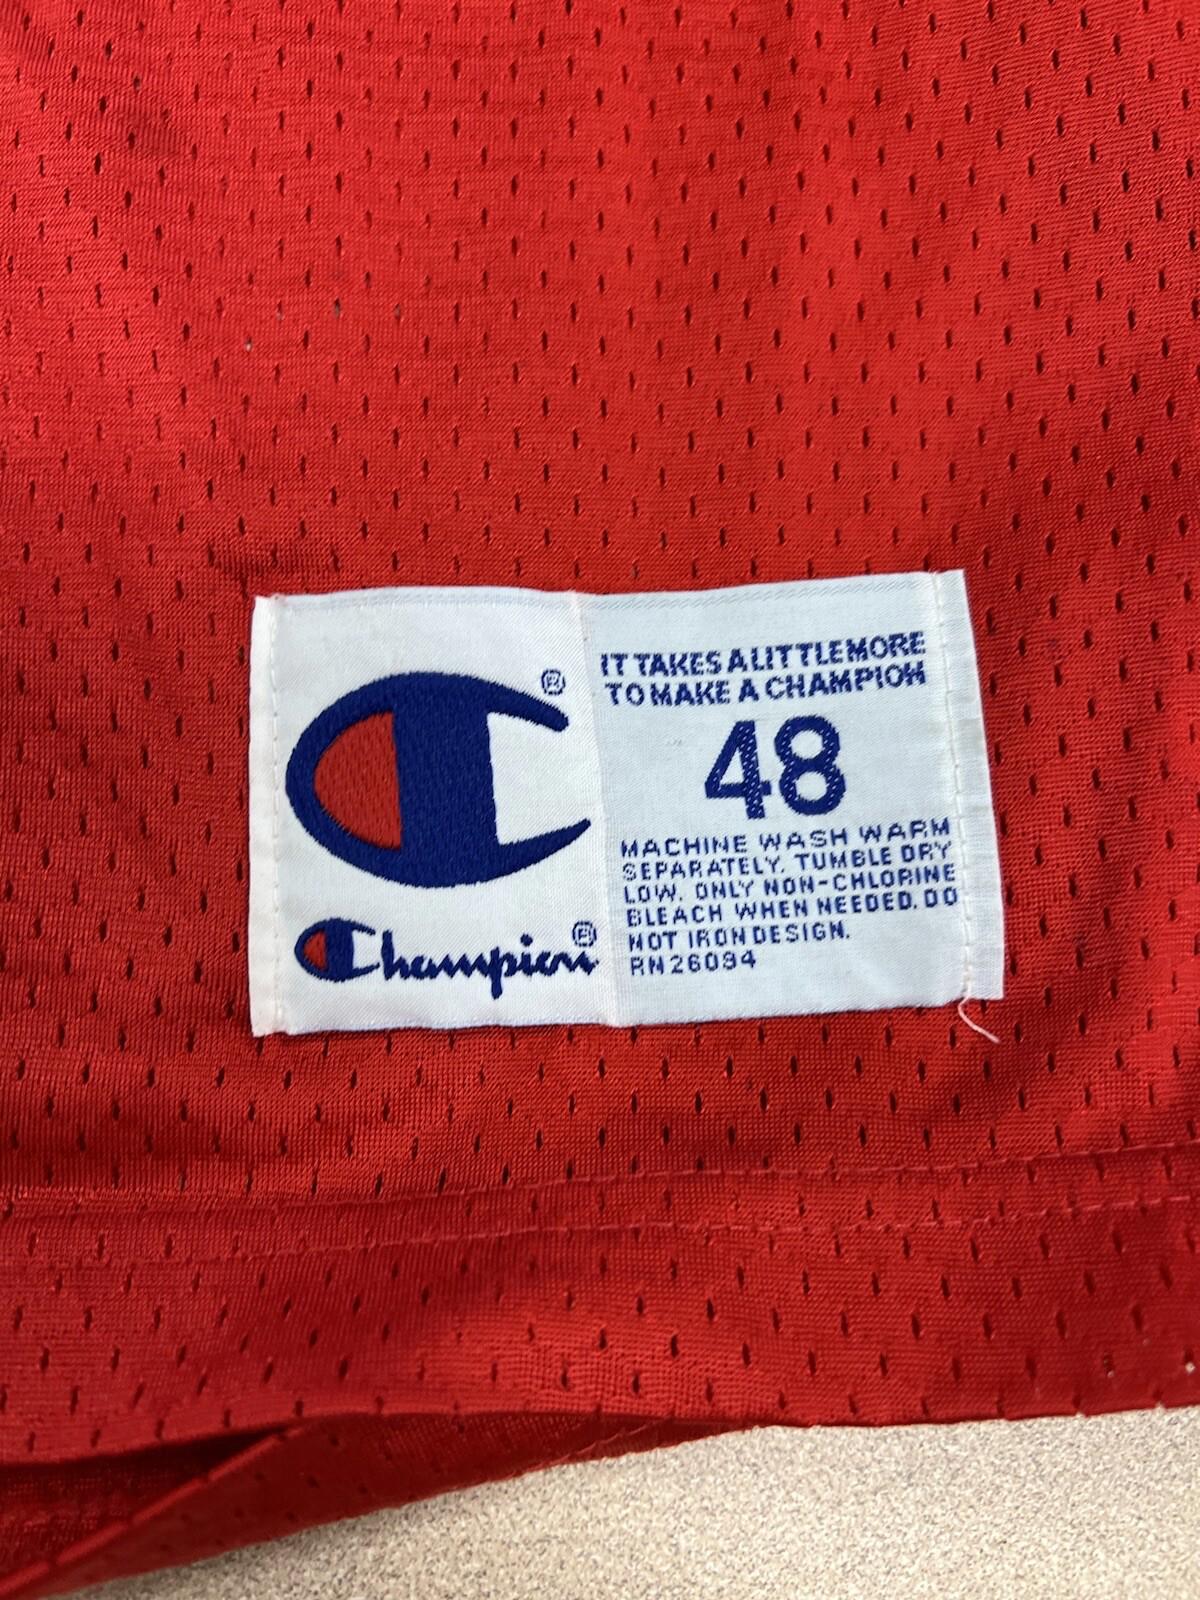 ®
Champion®
IT TAKES A LITTLE MORE
TO MAKE A CHAMPION
48
MACHINE WASH WARM
SEPARATELY. TUMBLE DRY
LOW. ONLY NON-CHLORINE
BLEACH WHEN NEEDED. DO
NOT IRON DESIGN.
RN26094